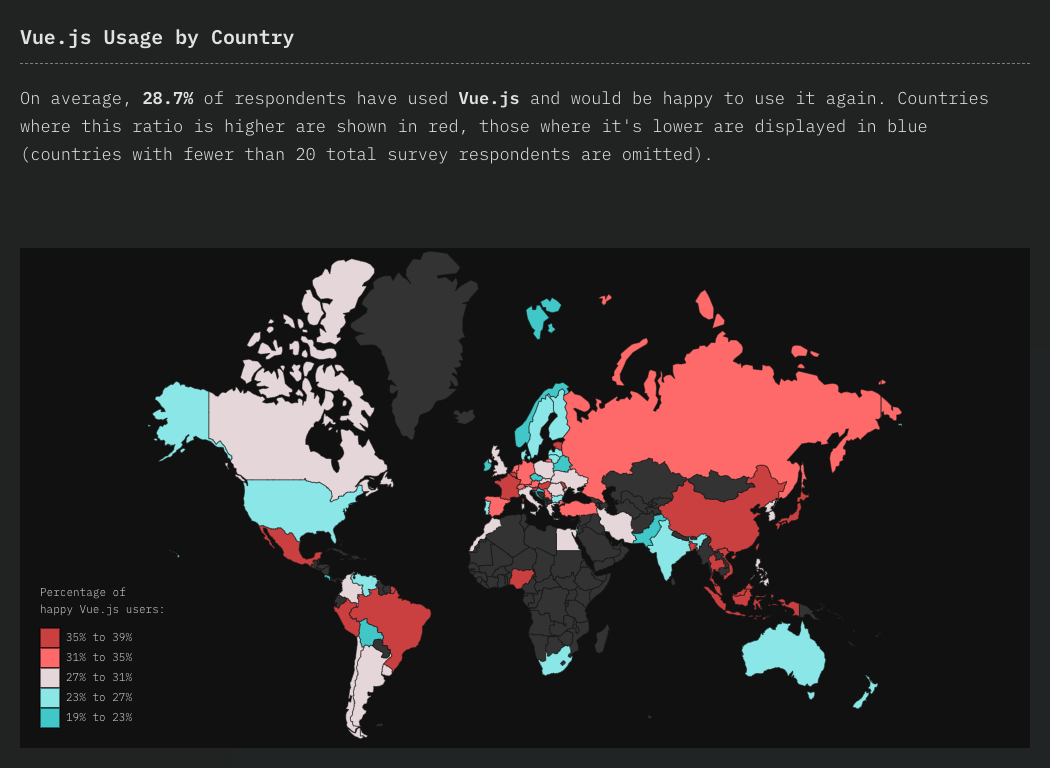 Vue.js Usage by Country
On average, 28.7% of respondents have used Vue.js and would be happy to use it again. Countries
where this ratio is higher are shown in red, those where it's lower are displayed in blue
(countries with fewer than 20 total survey respondents are omitted).
Percentage of
happy Vue.js users:
35% to 39%
31% to 35%
27% to 31%
23% to 27%
19% to 23%